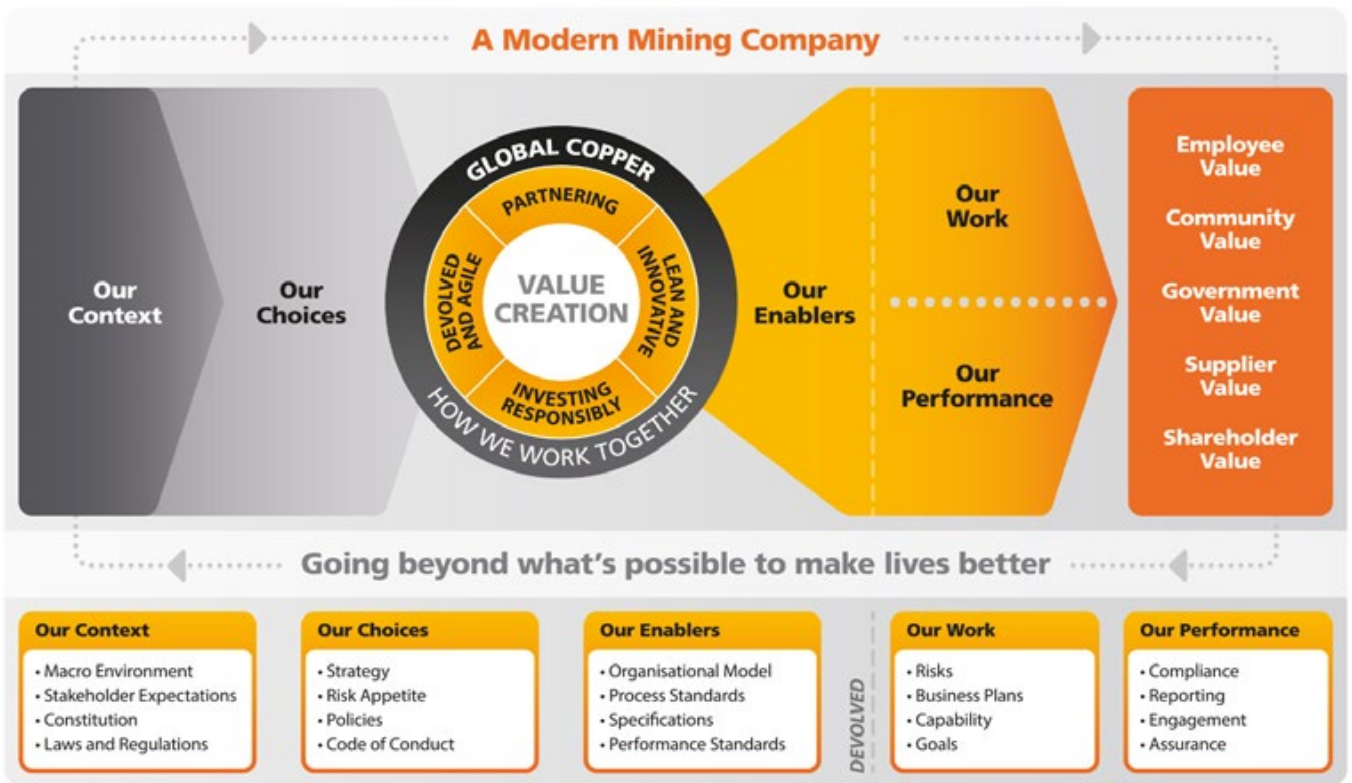 A Modern Mining Company
Our
Context
Our
Choices
GLOBAL COPPER
PARTNERING
DEVOLVED
AND AGILE
VALUE
CREATION
LEAN AND
INNOVATIVE
INVESTING
RESPONSIBLY
HOW WE WORK TOGETHER
Our
Enablers
Our
Work
Our
Performance
Employee
Value
Community
Value
Government
Value
Supplier
Value
Shareholder
Value
Going beyond what's possible to make lives better
Our Context
• Macro Environment
• Stakeholder Expectations
• Constitution
• Laws and Regulations
Our Choices
• Strategy
• Risk Appetite
• Policies
• Code of Conduct
Our Enablers
• Organisational Model
• Process Standards
• Specifications
• Performance Standards
DEVOLVED
Our Work
• Risks
• Business Plans
• Capability
• Goals
Our Performance
• Compliance
• Reporting
• Engagement
• Assurance